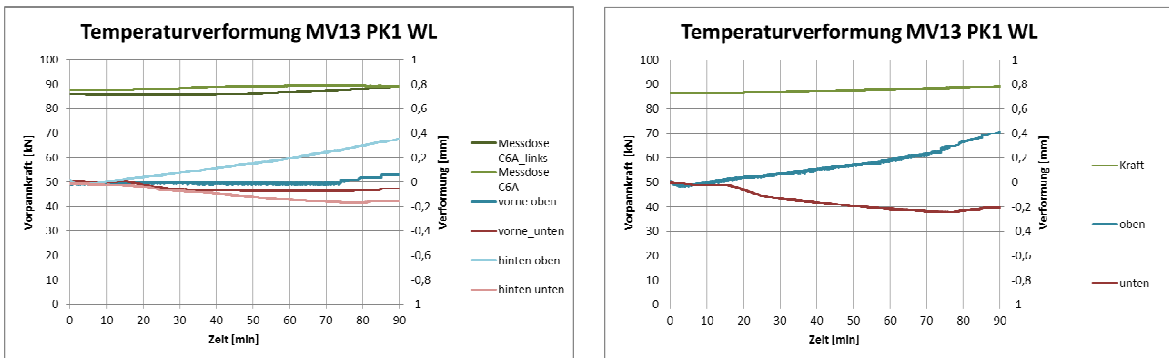 Temperaturverformung MV13 PK1 WL
100
90
80
70
60
50
40
30
20
10
0
Vorpannkraft [kN]
0 10 20 30 40 50 60 70 80 90
Zeit [min]
1
0,8
0,6
0,4
0,2
0
-0,2
-0,4
-0,6
-0,8
1
Verformung [mm]
Messdose
C6A_links
Messdose
C6A
vorne oben
vorne_unten
hinten oben
hinten unten
Temperaturverformung MV13 PK1 WL
100
90
80
70
60
50
40
30
20
10
0
Vorpannkraft [kN]
0 10 20 30 40 50 60 70 80 90
Zeit [min]
1
0,8
0,6
0,4
0,2
0
-0,2
-0,4
-0,6
-0,8
1
Verformung [mm]
Kraft
oben
unten